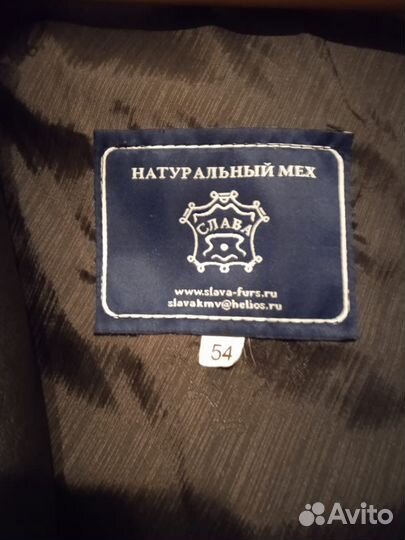 НАТУРАЛЬНЫЙ МЕХ
СЛАВА
www.slava-furs.ru
slavakmv@helios.ru
54
Avito